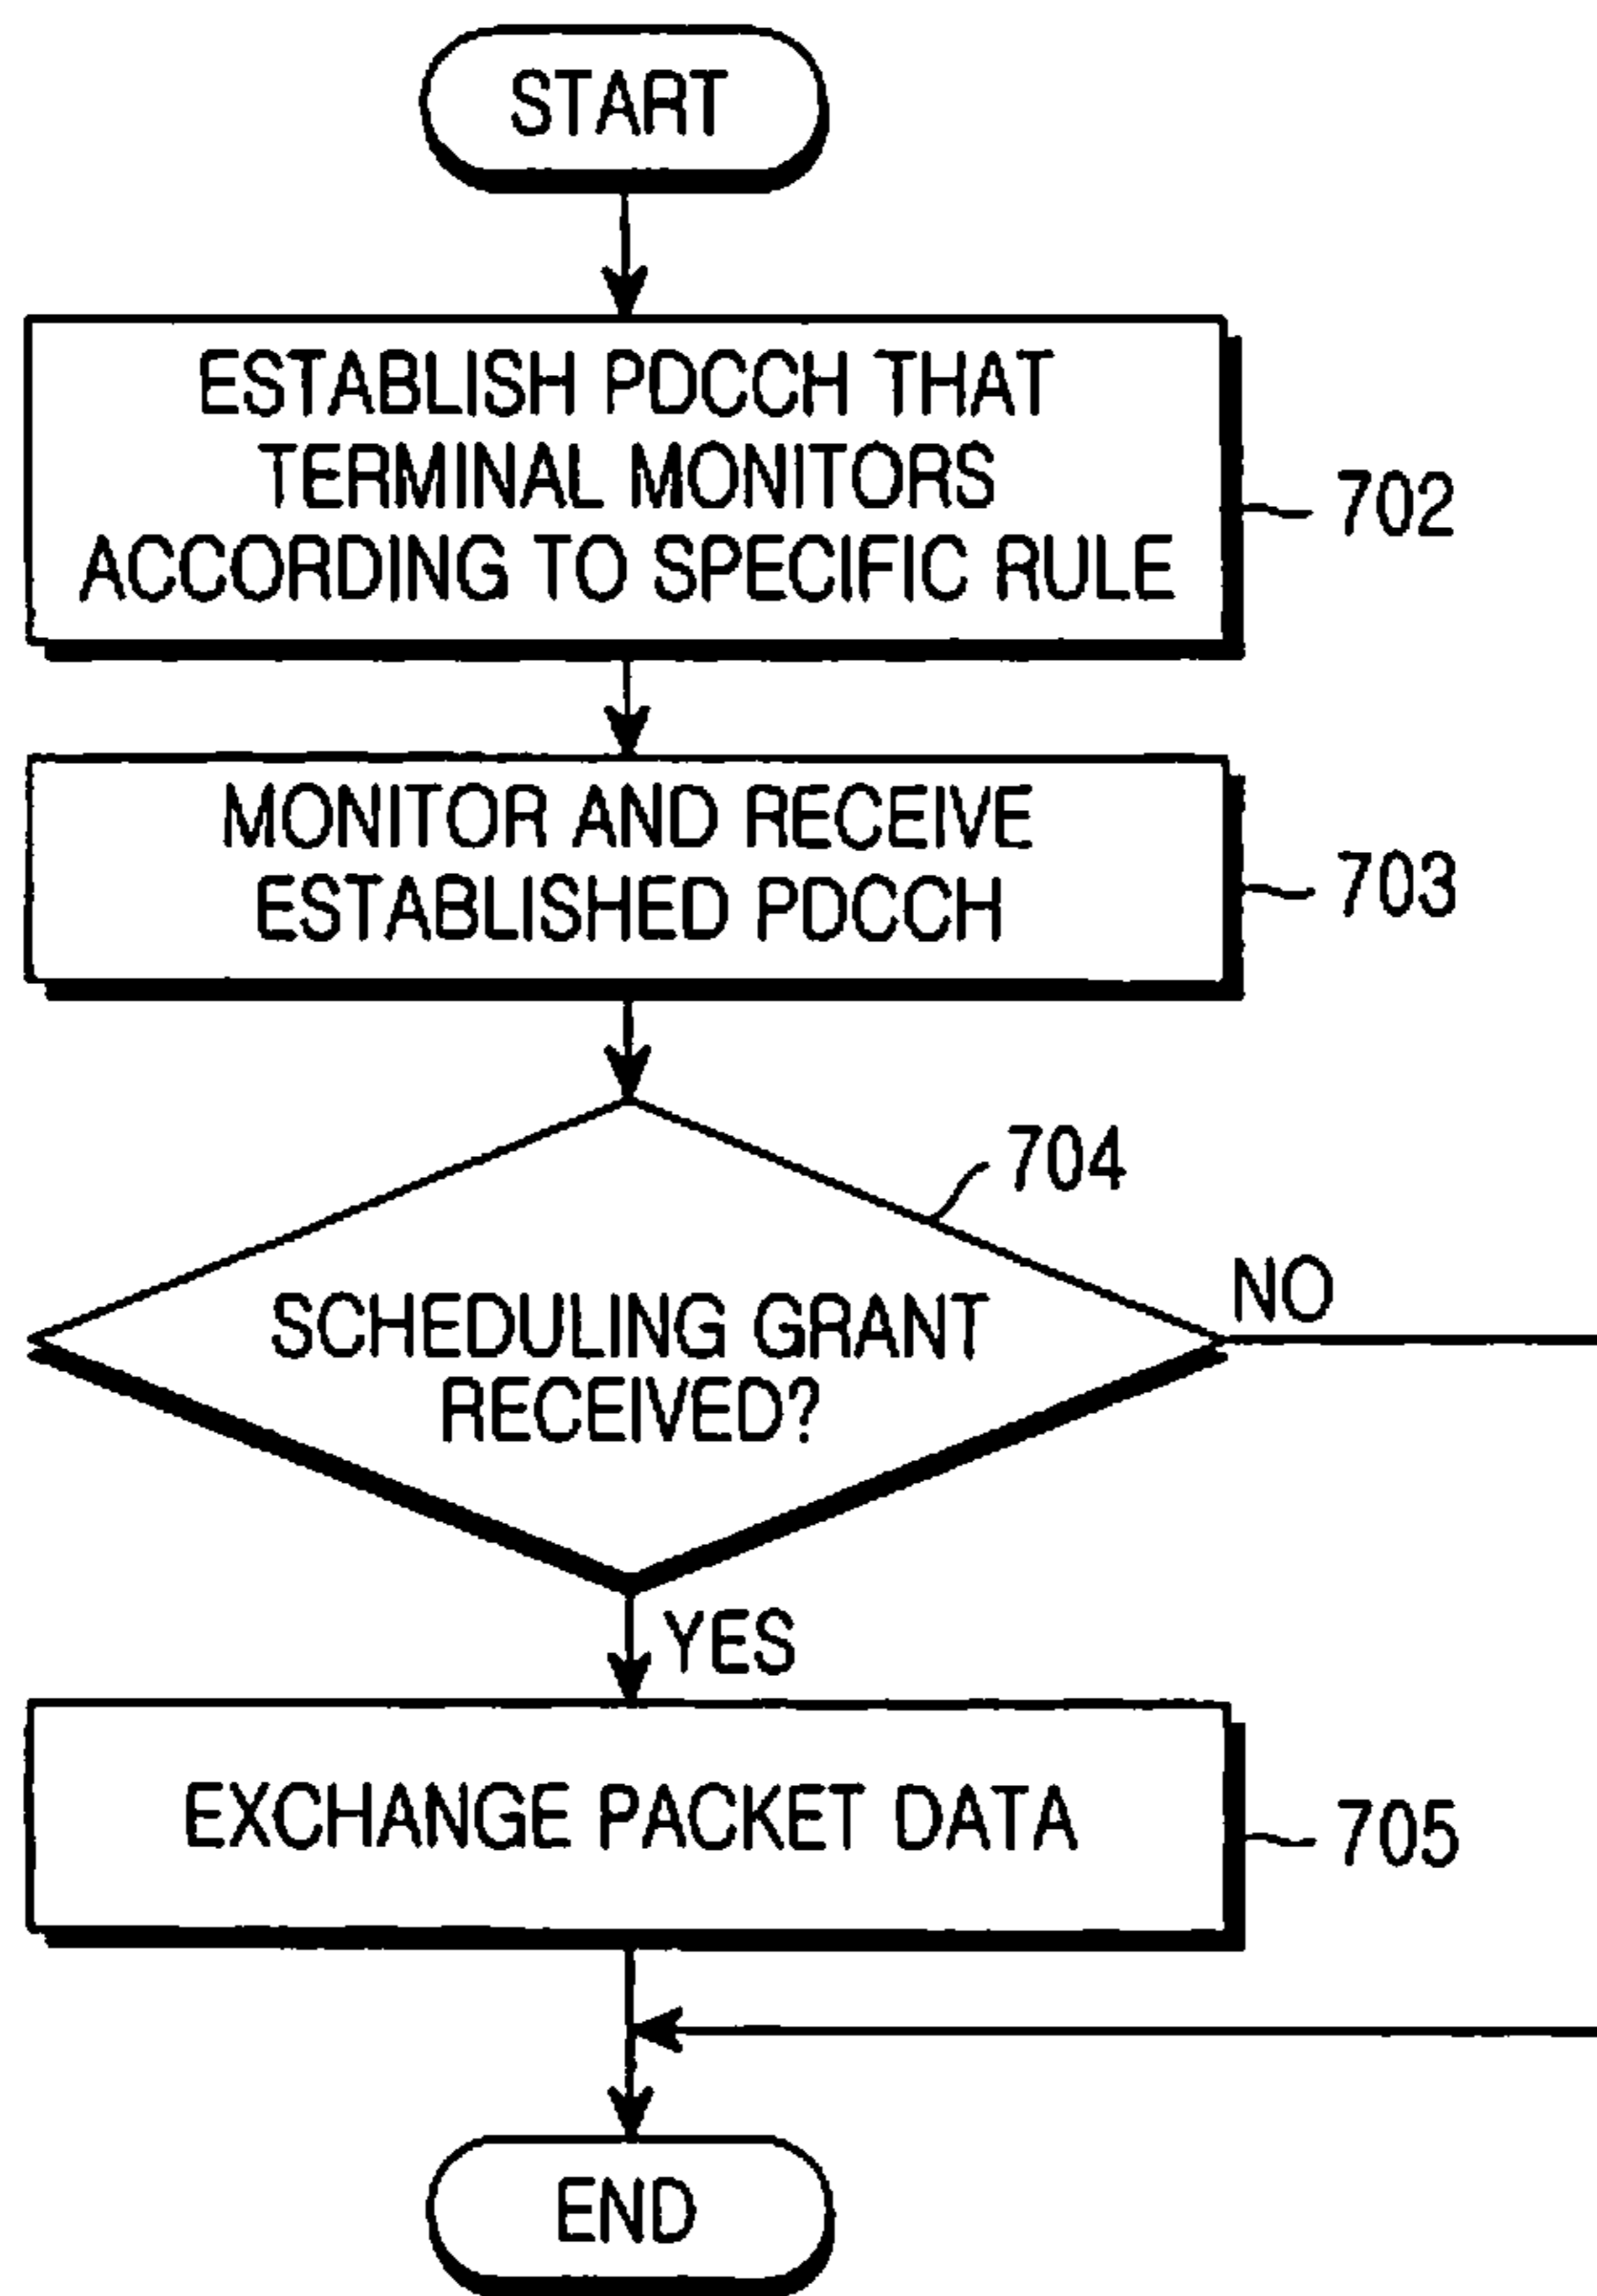 START
ESTABLISH PDCCH THAT
TERMINAL MONITORS
ACCORDING TO SPECIFIC RULE
702
MONITOR AND RECEIVE
ESTABLISHED PDCCH
703
704
NO
SCHEDULING GRANT
RECEIVED?
YES
EXCHANGE PACKET DATA
705
END